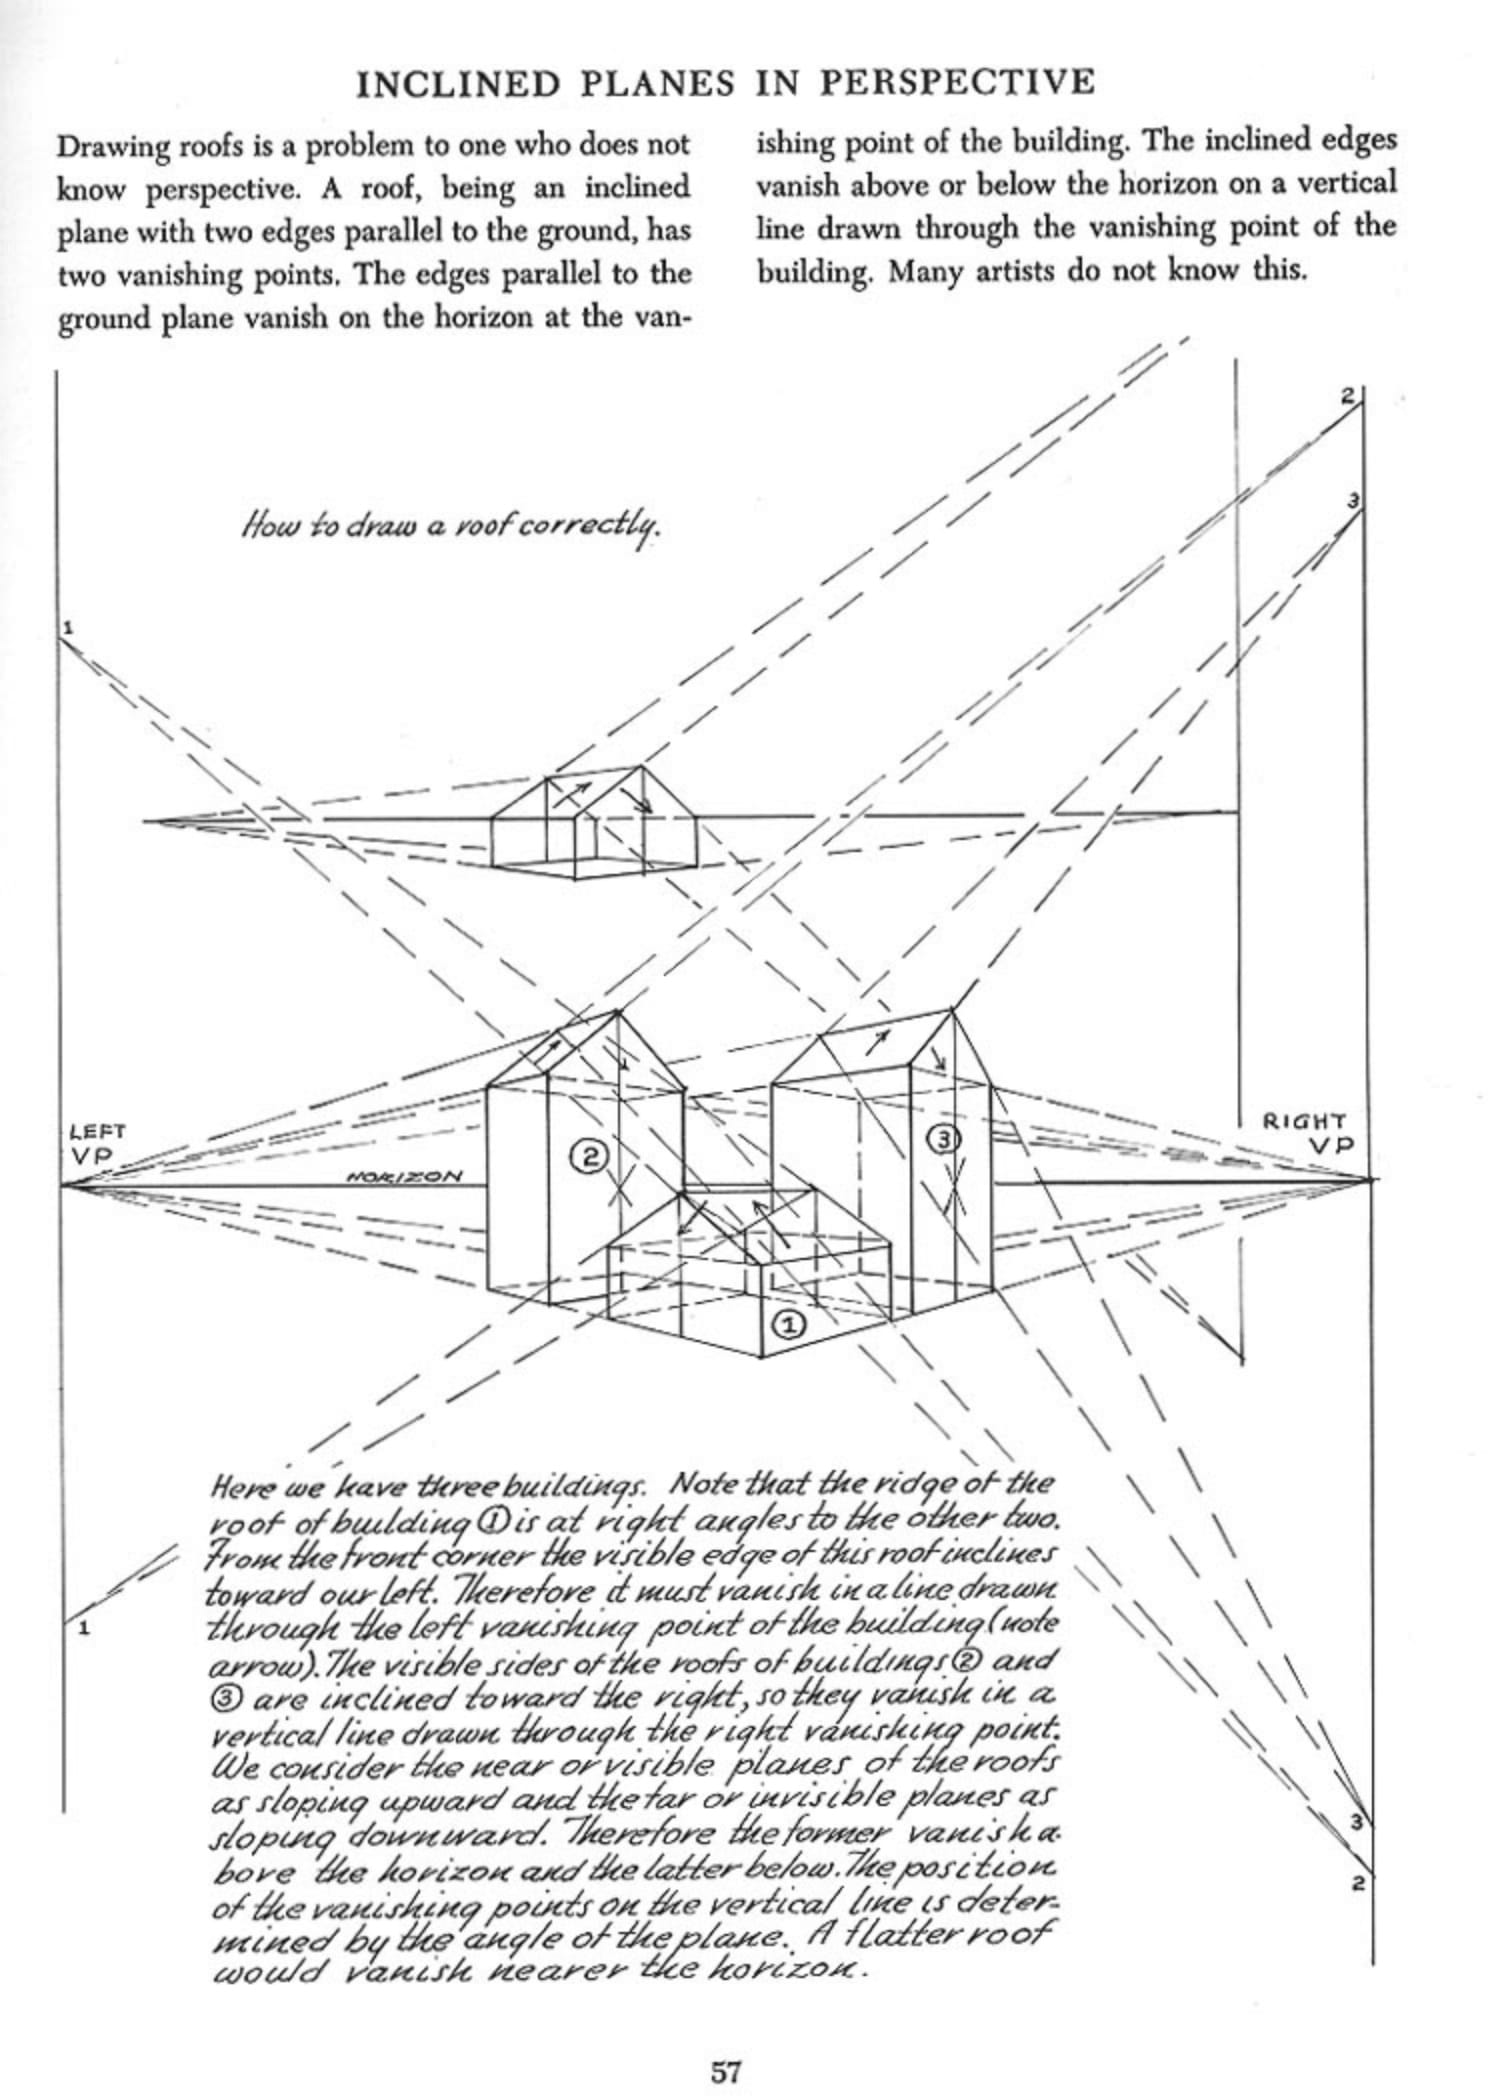 INCLINED PLANES IN PERSPECTIVE
Drawing roofs is a problem to one who does not
know perspective. A roof, being an inclined
plane with two edges parallel to the ground, has
two vanishing points. The edges parallel to the
ground plane vanish on the horizon at the van-
ishing point of the building. The inclined edges
vanish above or below the horizon on a vertical
line drawn through the vanishing point of the
building. Many artists do not know this.
2
3
How to draw a roof correctly.
1
LEFT
VP
HORIZON
②
③
RIGHT
VP
①
Here we have three buildings. Note that the ridge of the
roof of building ① is at right angles to the other two.
From the front corner the visible edge of this roof inclines
toward our left. Therefore it must vanish in a line drawn
through the left vanishing point of the building (note
arrow). The visible sides of the roofs of buildings ② and
③ are inclined toward the right, so they vanish in a
vertical line drawn through the right vanishing point.
We consider the near or visible planes of the roofs
as sloping upward and the far or invisible planes as
sloping downward. Therefore the former vanish a-
bove the horizon and the latter below. The position
of the vanishing points on the vertical line is deter-
mined by the angle of the plane. A flatter roof
would vanish nearer the horizon.
1
3
2
57